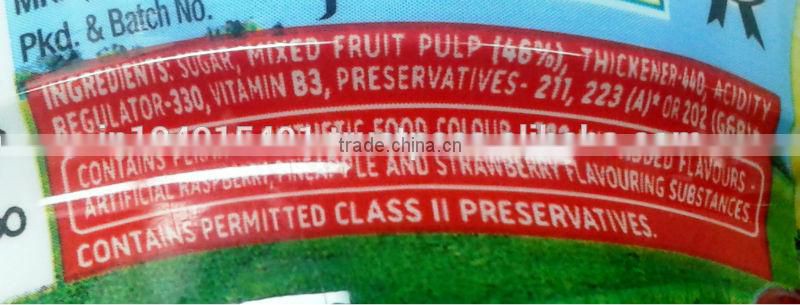 Pkd. & Batch No.
INGREDIENTS: SUGAR, MIXED FRUIT PULP (46%), THICKENER-440, ACIDITY
REGULATOR-330, VITAMIN B3, PRESERVATIVES- 211, 223 (A)* OR 202 (G&R)*
CONTAINS FOOD COLOUR FLAVOURS -
trade.china.cn
ARTIFICIAL RASPBERRY, PINEAPPLE AND STRAWBERRY FLAVOURING SUBSTANCES
CONTAINS PERMITTED CLASS II PRESERVATIVES.